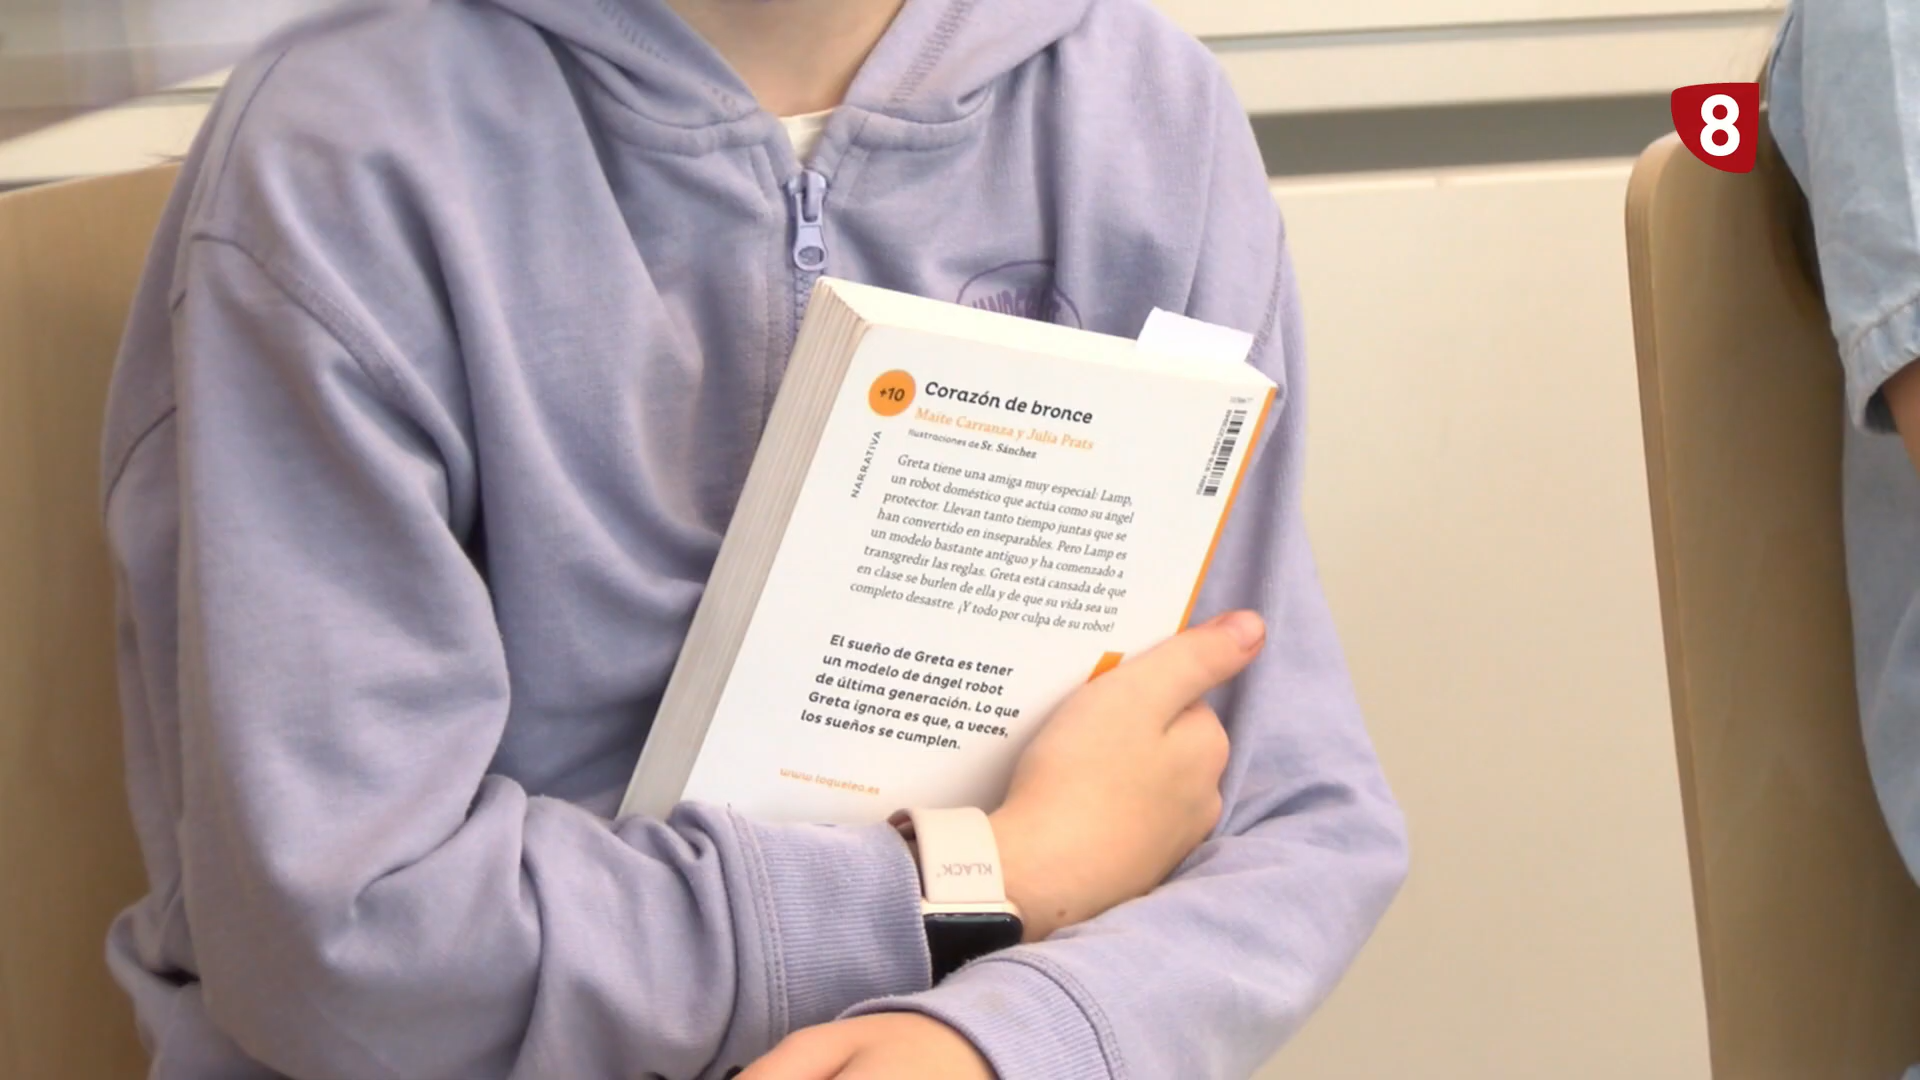 8
+10
Corazón de bronce
Maite Carranza y Júlia Prats
Ilustraciones de Sr. Sánchez
NARRATIVA
Greta tiene una amiga muy especial: Lamp,
un robot doméstico que actúa como su ángel
protector. Llevan tanto tiempo juntas que se
han convertido en inseparables. Pero Lamp es
un modelo bastante antiguo y ha comenzado a
transgredir las reglas. Greta está cansada de que
en clase se burlen de ella y de que su vida sea un
completo desastre. ¡Y todo por culpa de su robot!
El sueño de Greta es tener
un modelo de ángel robot
de última generación. Lo que
Greta ignora es que, a veces,
los sueños se cumplen.
www.loqueleo.es
KLACK